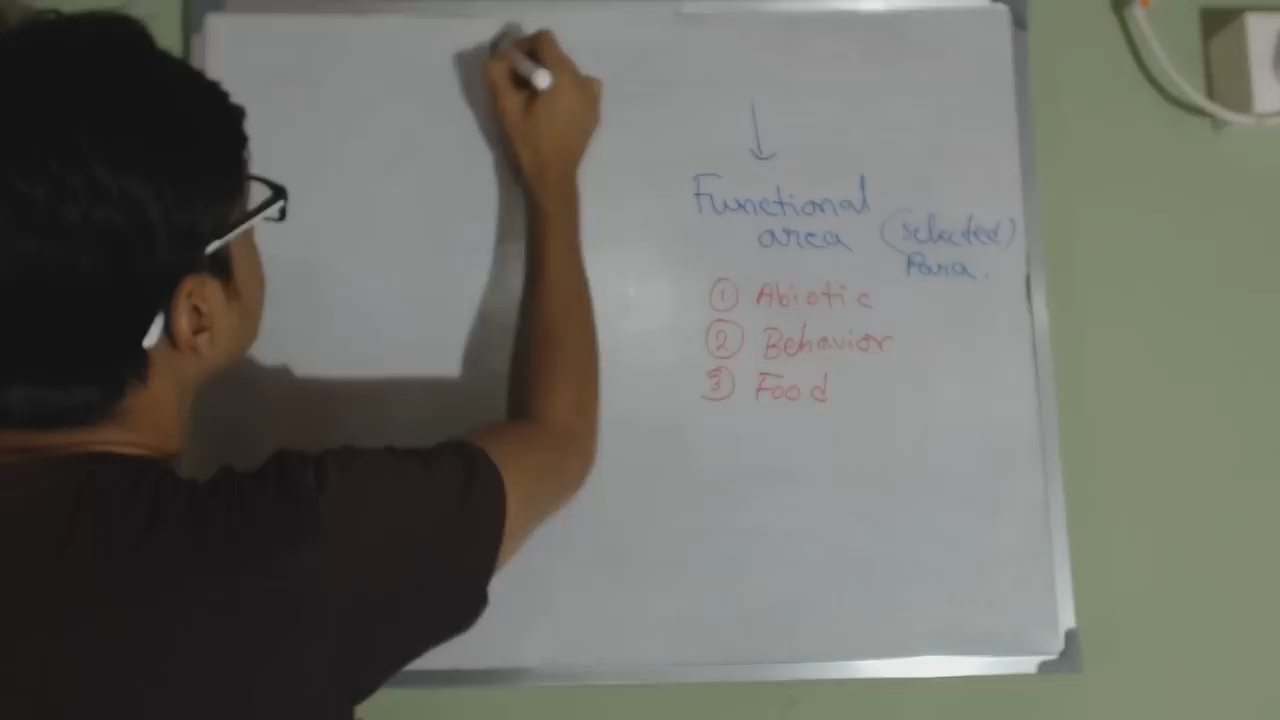 Functional
area (selected)
Para.
① Abiotic
② Behavior
③ Food